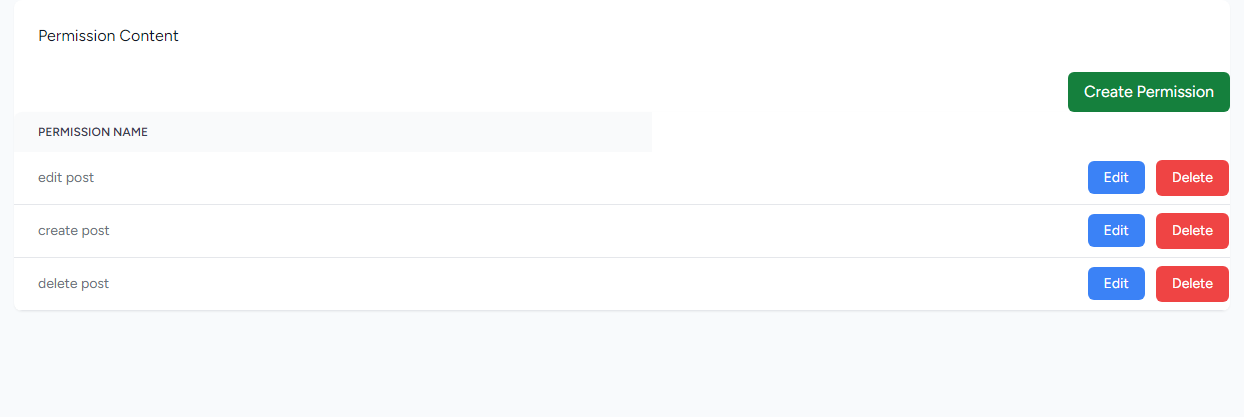 Permission Content
Create Permission
PERMISSION NAME
edit post Edit Delete
create post Edit Delete
delete post Edit Delete